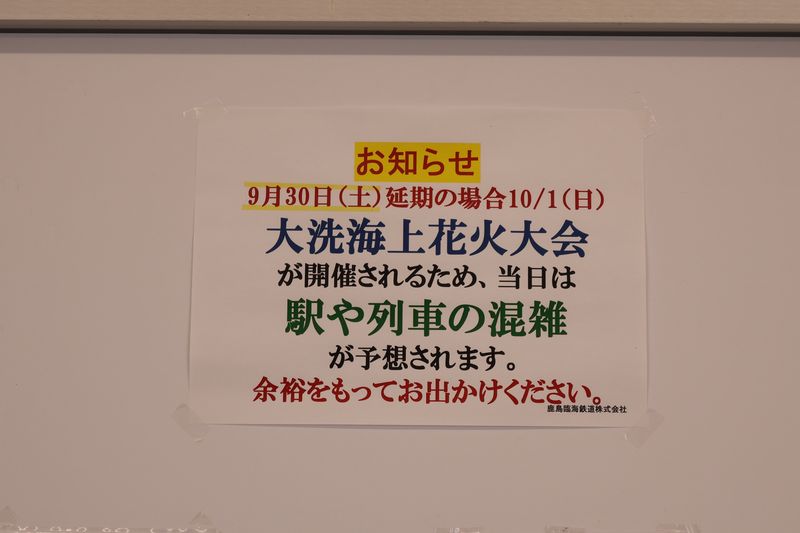 お知らせ
9月30日(土)延期の場合10/1(日)
大洗海上花火大会
が開催されるため、当日は
駅や列車の混雑
が予想されます。
余裕をもってお出かけください。
鹿島臨海鉄道株式会社